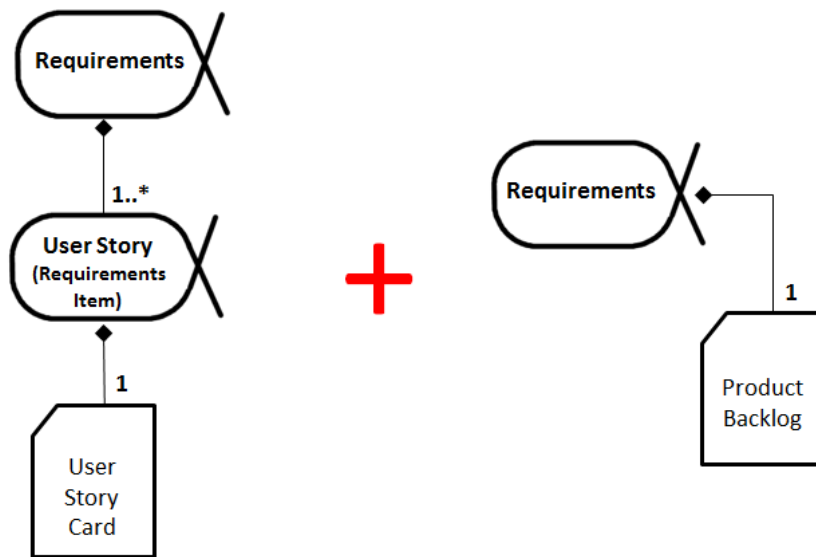 Requirements
1..*
User Story
(Requirements
Item)
1
User
Story
Card
Requirements
1
Product
Backlog